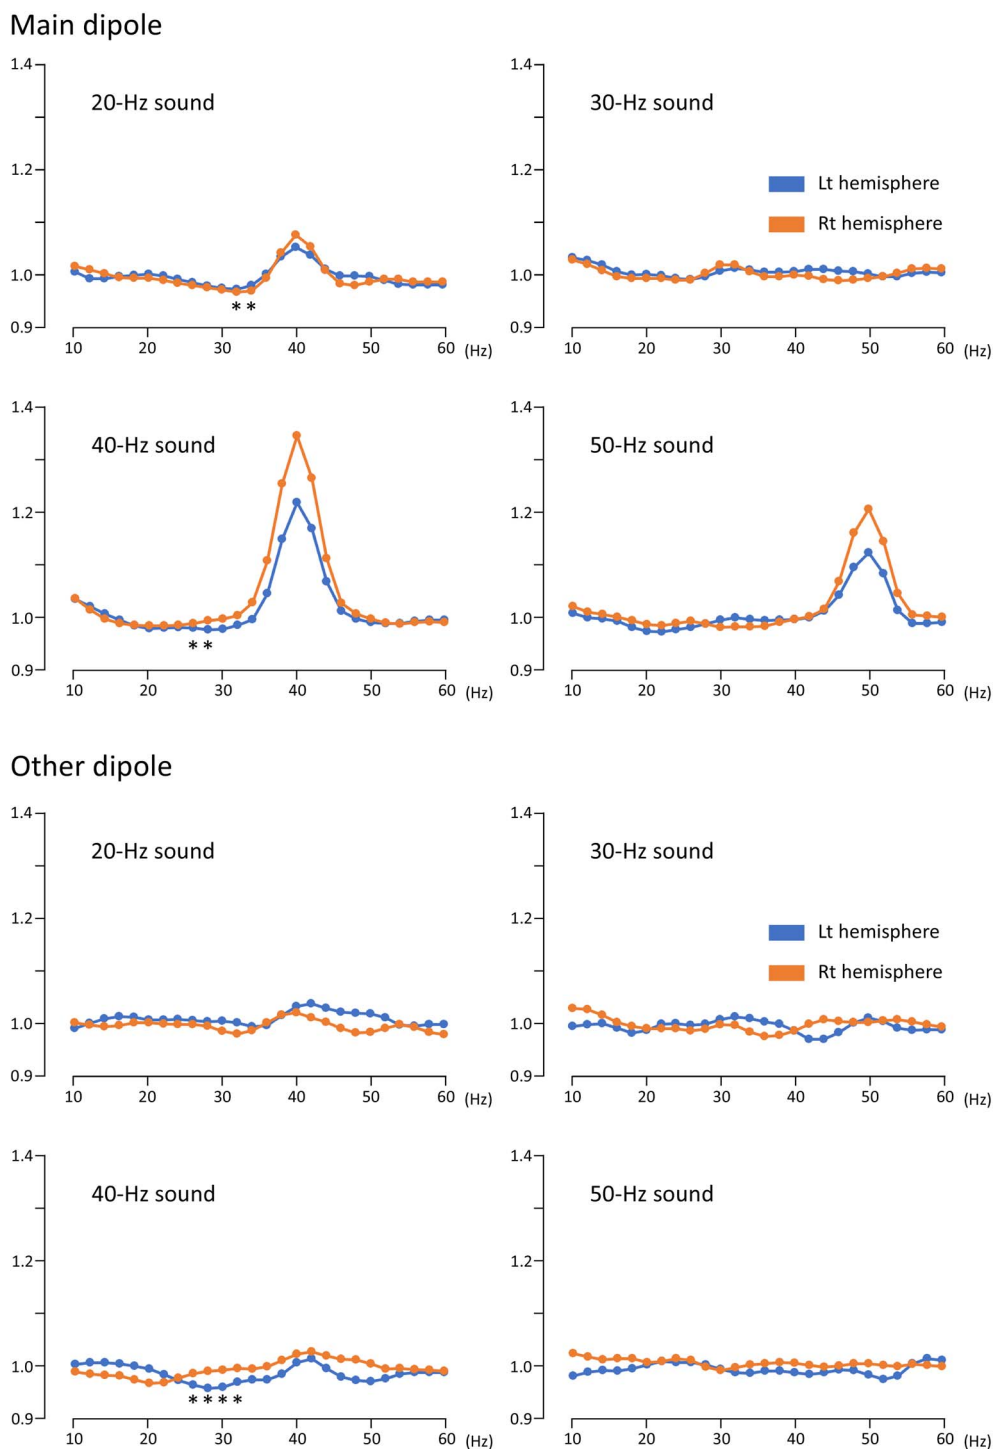 Main dipole
1.4
1.2
1.0
0.9
20-Hz sound
**
10 20 30 40 50 60 (Hz)
1.4
1.2
1.0
0.9
30-Hz sound
Lt hemisphere
Rt hemisphere
10 20 30 40 50 60 (Hz)
1.4
1.2
1.0
0.9
40-Hz sound
**
10 20 30 40 50 60 (Hz)
1.4
1.2
1.0
0.9
50-Hz sound
10 20 30 40 50 60 (Hz)
Other dipole
1.4
1.2
1.0
0.9
20-Hz sound
10 20 30 40 50 60 (Hz)
1.4
1.2
1.0
0.9
30-Hz sound
Lt hemisphere
Rt hemisphere
10 20 30 40 50 60 (Hz)
1.4
1.2
1.0
0.9
40-Hz sound
****
10 20 30 40 50 60 (Hz)
1.4
1.2
1.0
0.9
50-Hz sound
10 20 30 40 50 60 (Hz)